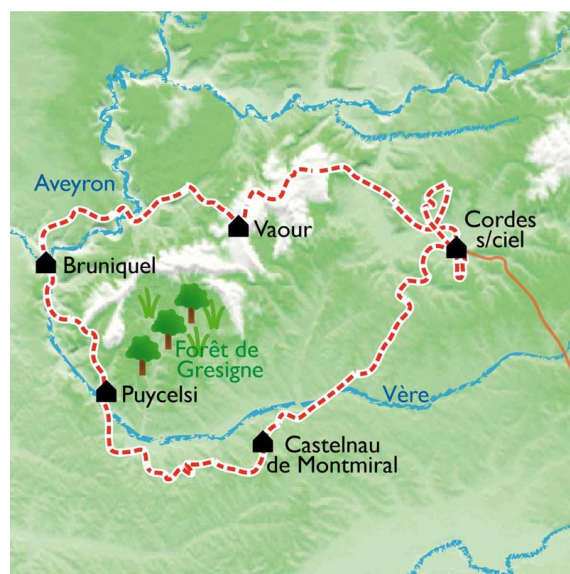 Aveyron
Vaour
Cordes
s/ciel
Bruniquel
Forêt de
Gresigne
Puycelsi
Vère
Castelnau
de Montmiral